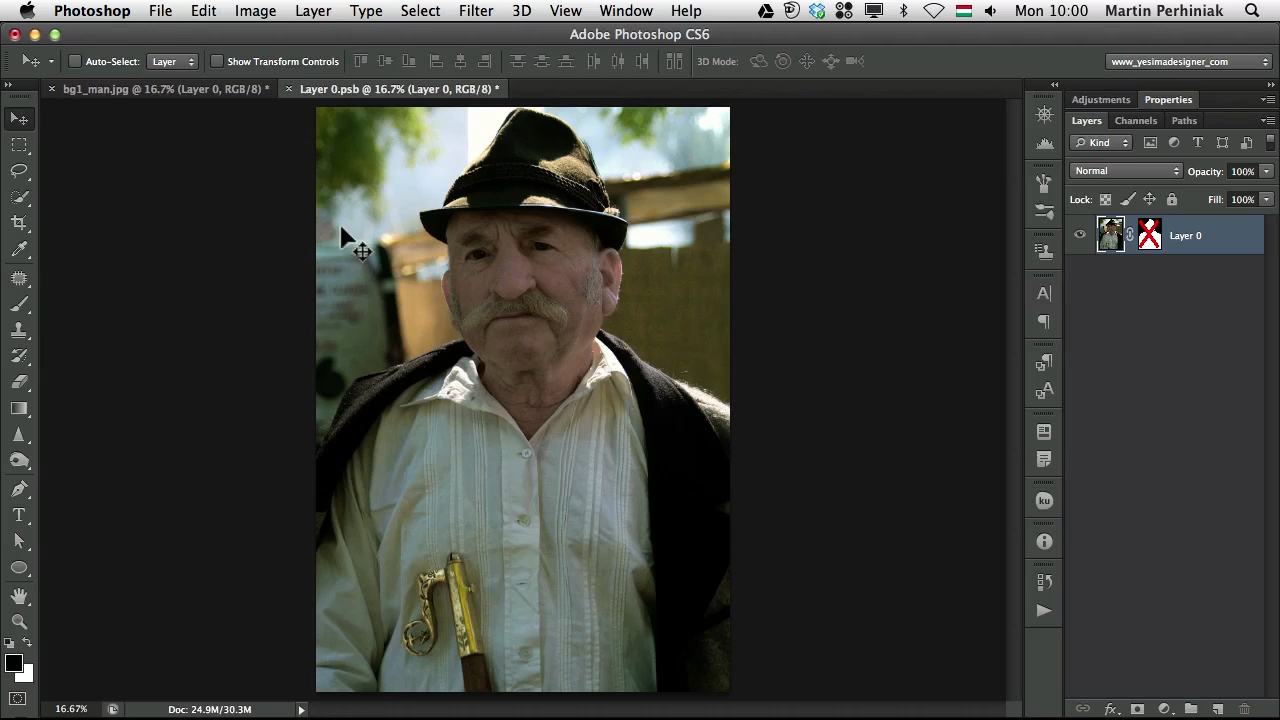 Photoshop File Edit Image Layer Type Select Filter 3D View Window Help Mon 10:00 Martin Perhiniak
Adobe Photoshop CS6
Auto-Select: Layer Show Transform Controls 3D Mode: www_yesimadesigner_com
bg1_man.jpg @ 16.7% (Layer 0, RGB/8) * Layer 0.psb @ 16.7% (Layer 0, RGB/8) *
Adjustments Properties
Layers Channels Paths
Kind T
Normal Opacity: 100%
Lock: Fill: 100%
Layer 0
A|
ku
T
fx
16.67% Doc: 24.9M/30.3M